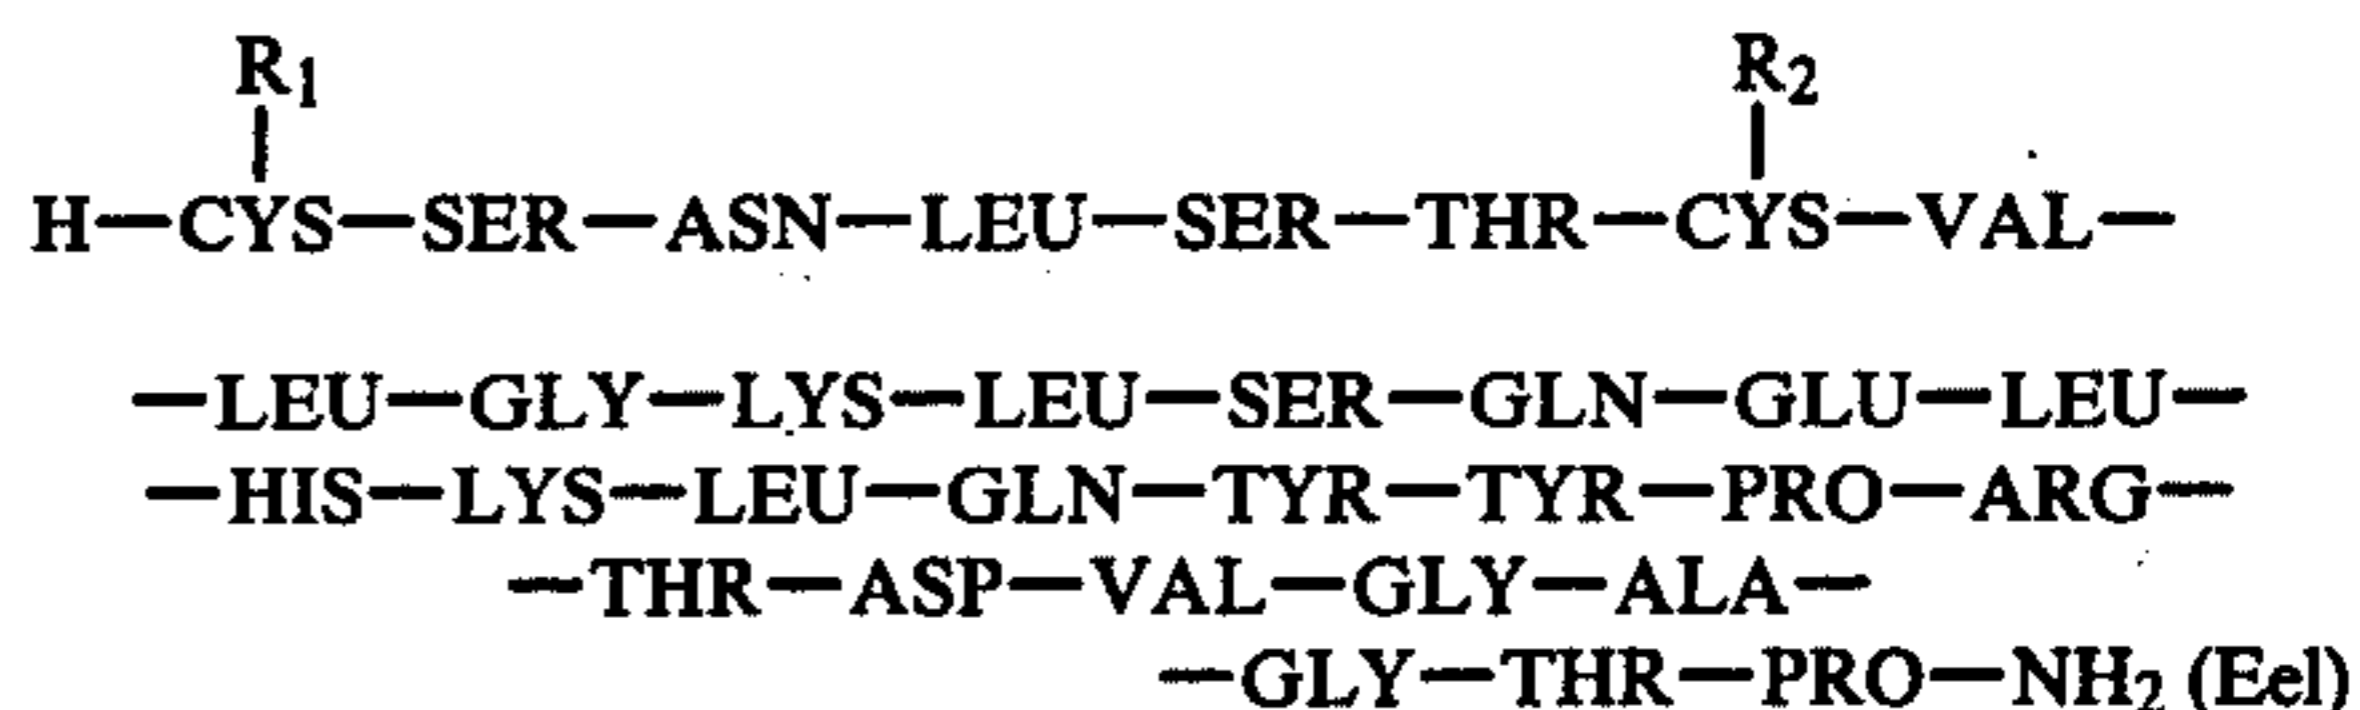 R1 R2
H—CYS—SER—ASN—LEU—SER—THR—CYS—VAL—
—LEU—GLY—LYS—LEU—SER—GLN—GLU—LEU—
—HIS—LYS—LEU—GLN—TYR—TYR—PRO—ARG—
—THR—ASP—VAL—GLY—ALA—
—GLY—THR—PRO—NH2 (Eel)